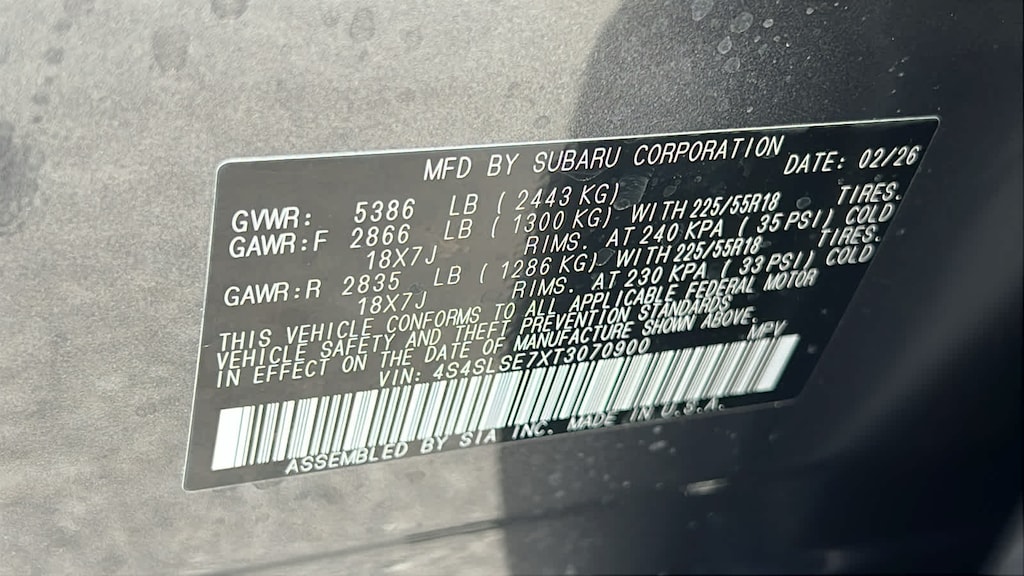 MFD BY SUBARU CORPORATION DATE: 02/26
GVWR: 5386 LB ( 2443 KG)
GAWR:F 2866 LB ( 1300 KG) WITH 225/55R18 TIRES.
18X7J RIMS. AT 240 KPA ( 35 PSI) COLD
GAWR:R 2835 LB ( 1286 KG) WITH 225/55R18 TIRES.
18X7J RIMS. AT 230 KPA ( 33 PSI) COLD
THIS VEHICLE CONFORMS TO ALL APPLICABLE FEDERAL MOTOR
VEHICLE SAFETY AND THEFT PREVENTION STANDARDS
IN EFFECT ON THE DATE OF MANUFACTURE SHOWN ABOVE.
VIN: 4S4SLSE7XT3070900 MPV
ASSEMBLED BY SIA INC. MADE IN U.S.A.